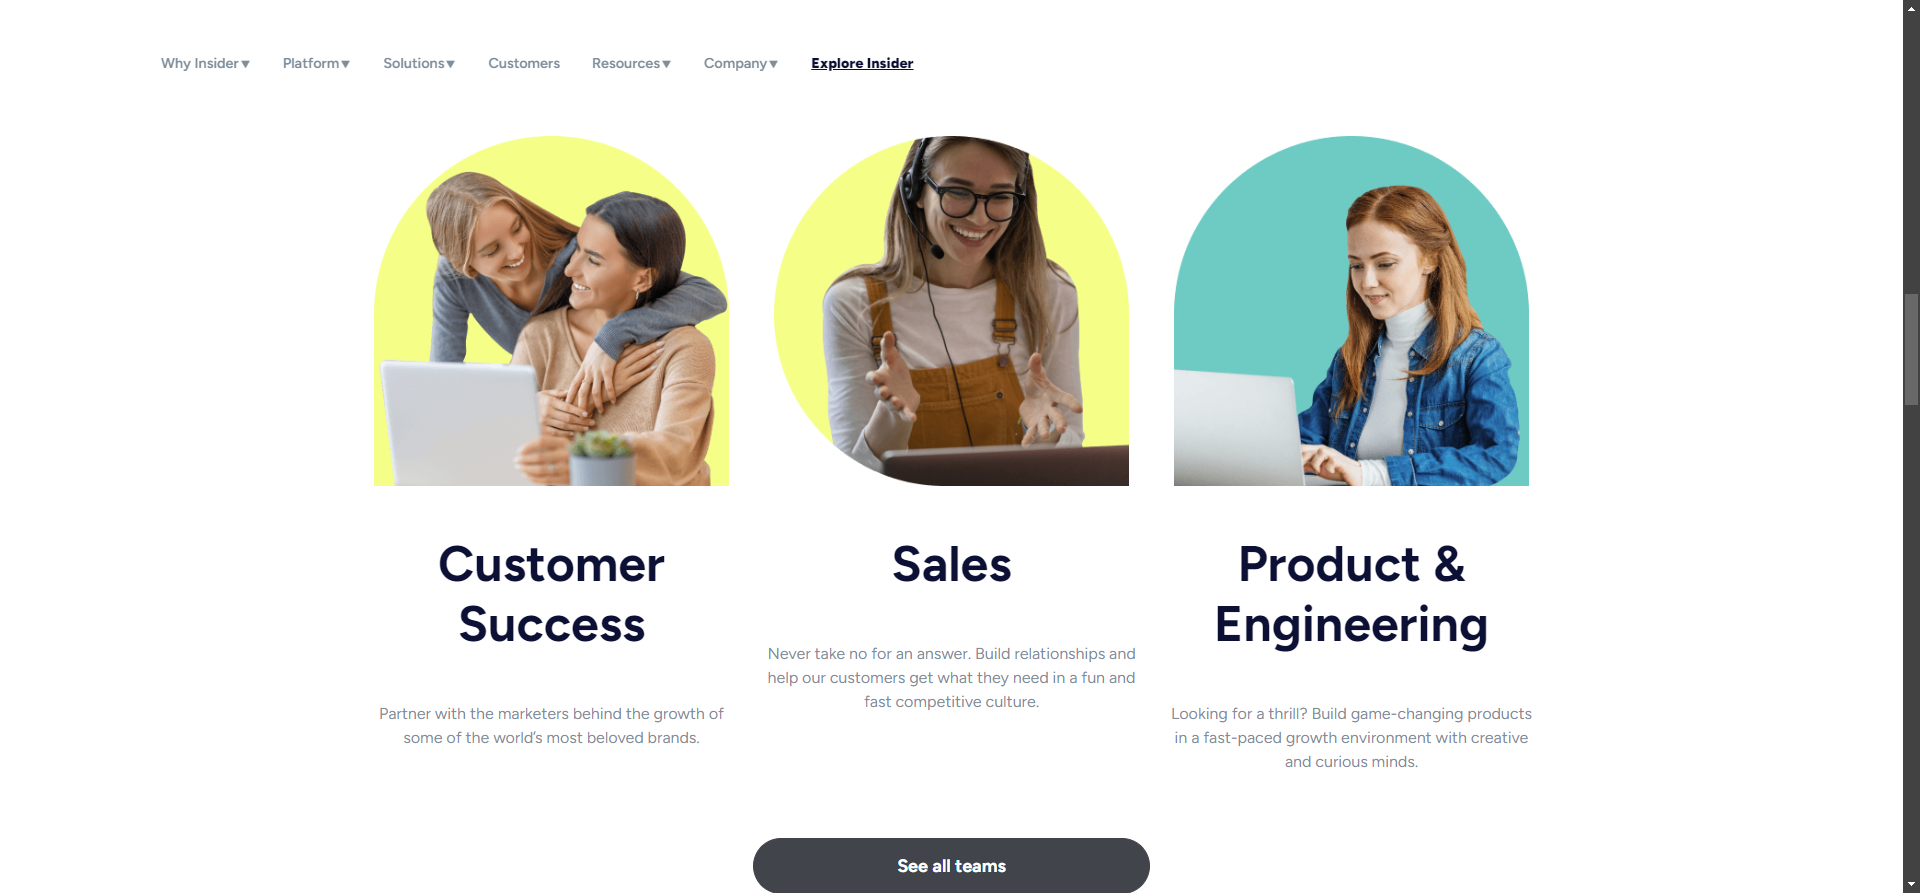 Why Insider▼ Platform▼ Solutions▼ Customers Resources▼ Company▼ Explore Insider
Customer
Success
Partner with the marketers behind the growth of
some of the world’s most beloved brands.
Sales
Never take no for an answer. Build relationships and
help our customers get what they need in a fun and
fast competitive culture.
Product &
Engineering
Looking for a thrill? Build game-changing products
in a fast-paced growth environment with creative
and curious minds.
See all teams